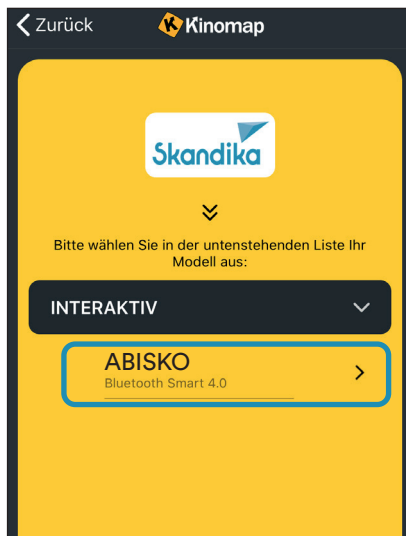 Zurück
Kinomap
Skandika
Bitte wählen Sie in der untenstehenden Liste Ihr
Modell aus:
INTERAKTIV
ABISKO
Bluetooth Smart 4.0